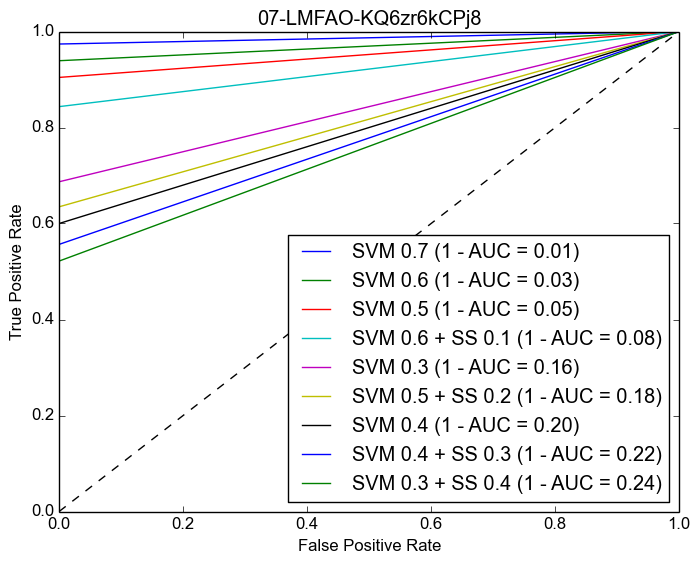 07-LMFAO-KQ6zr6kCPj8
1.0
0.8
0.6
0.4
0.2
0.0
True Positive Rate
SVM 0.7 (1 - AUC = 0.01)
SVM 0.6 (1 - AUC = 0.03)
SVM 0.5 (1 - AUC = 0.05)
SVM 0.6 + SS 0.1 (1 - AUC = 0.08)
SVM 0.3 (1 - AUC = 0.16)
SVM 0.5 + SS 0.2 (1 - AUC = 0.18)
SVM 0.4 (1 - AUC = 0.20)
SVM 0.4 + SS 0.3 (1 - AUC = 0.22)
SVM 0.3 + SS 0.4 (1 - AUC = 0.24)
0.0 0.2 0.4 0.6 0.8 1.0
False Positive Rate